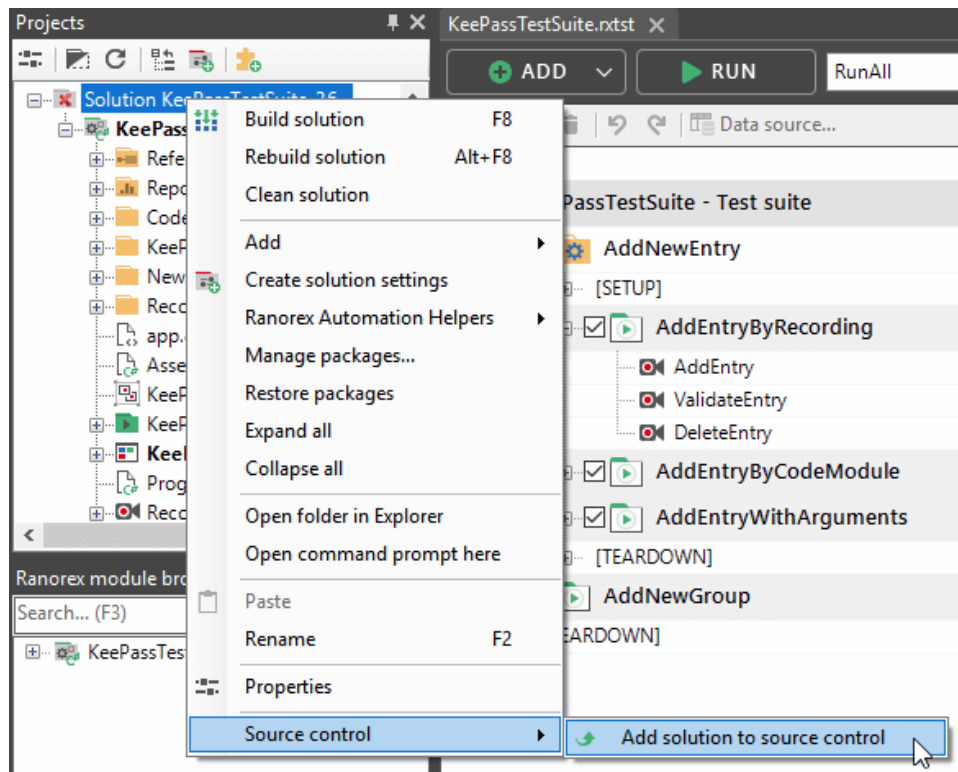 Projects
KeePassTestSuite.rxtst
ADD
RUN
RunAll
Data source...
Solution KeePassTestSuite-26
KeePass
Refe
Repo
Code
KeeP
New
Reco
app.
Asse
KeeP
KeeP
Keel
Prog
Reco
Build solution F8
Rebuild solution Alt+F8
Clean solution
Add
Create solution settings
Ranorex Automation Helpers
Manage packages...
Restore packages
Expand all
Collapse all
Open folder in Explorer
Open command prompt here
Paste
Rename F2
Properties
Source control
Add solution to source control
PassTestSuite - Test suite
AddNewEntry
[SETUP]
AddEntryByRecording
AddEntry
ValidateEntry
DeleteEntry
AddEntryByCodeModule
AddEntryWithArguments
[TEARDOWN]
AddNewGroup
EARDOWN]
Ranorex module bro
Search... (F3)
KeePassTes